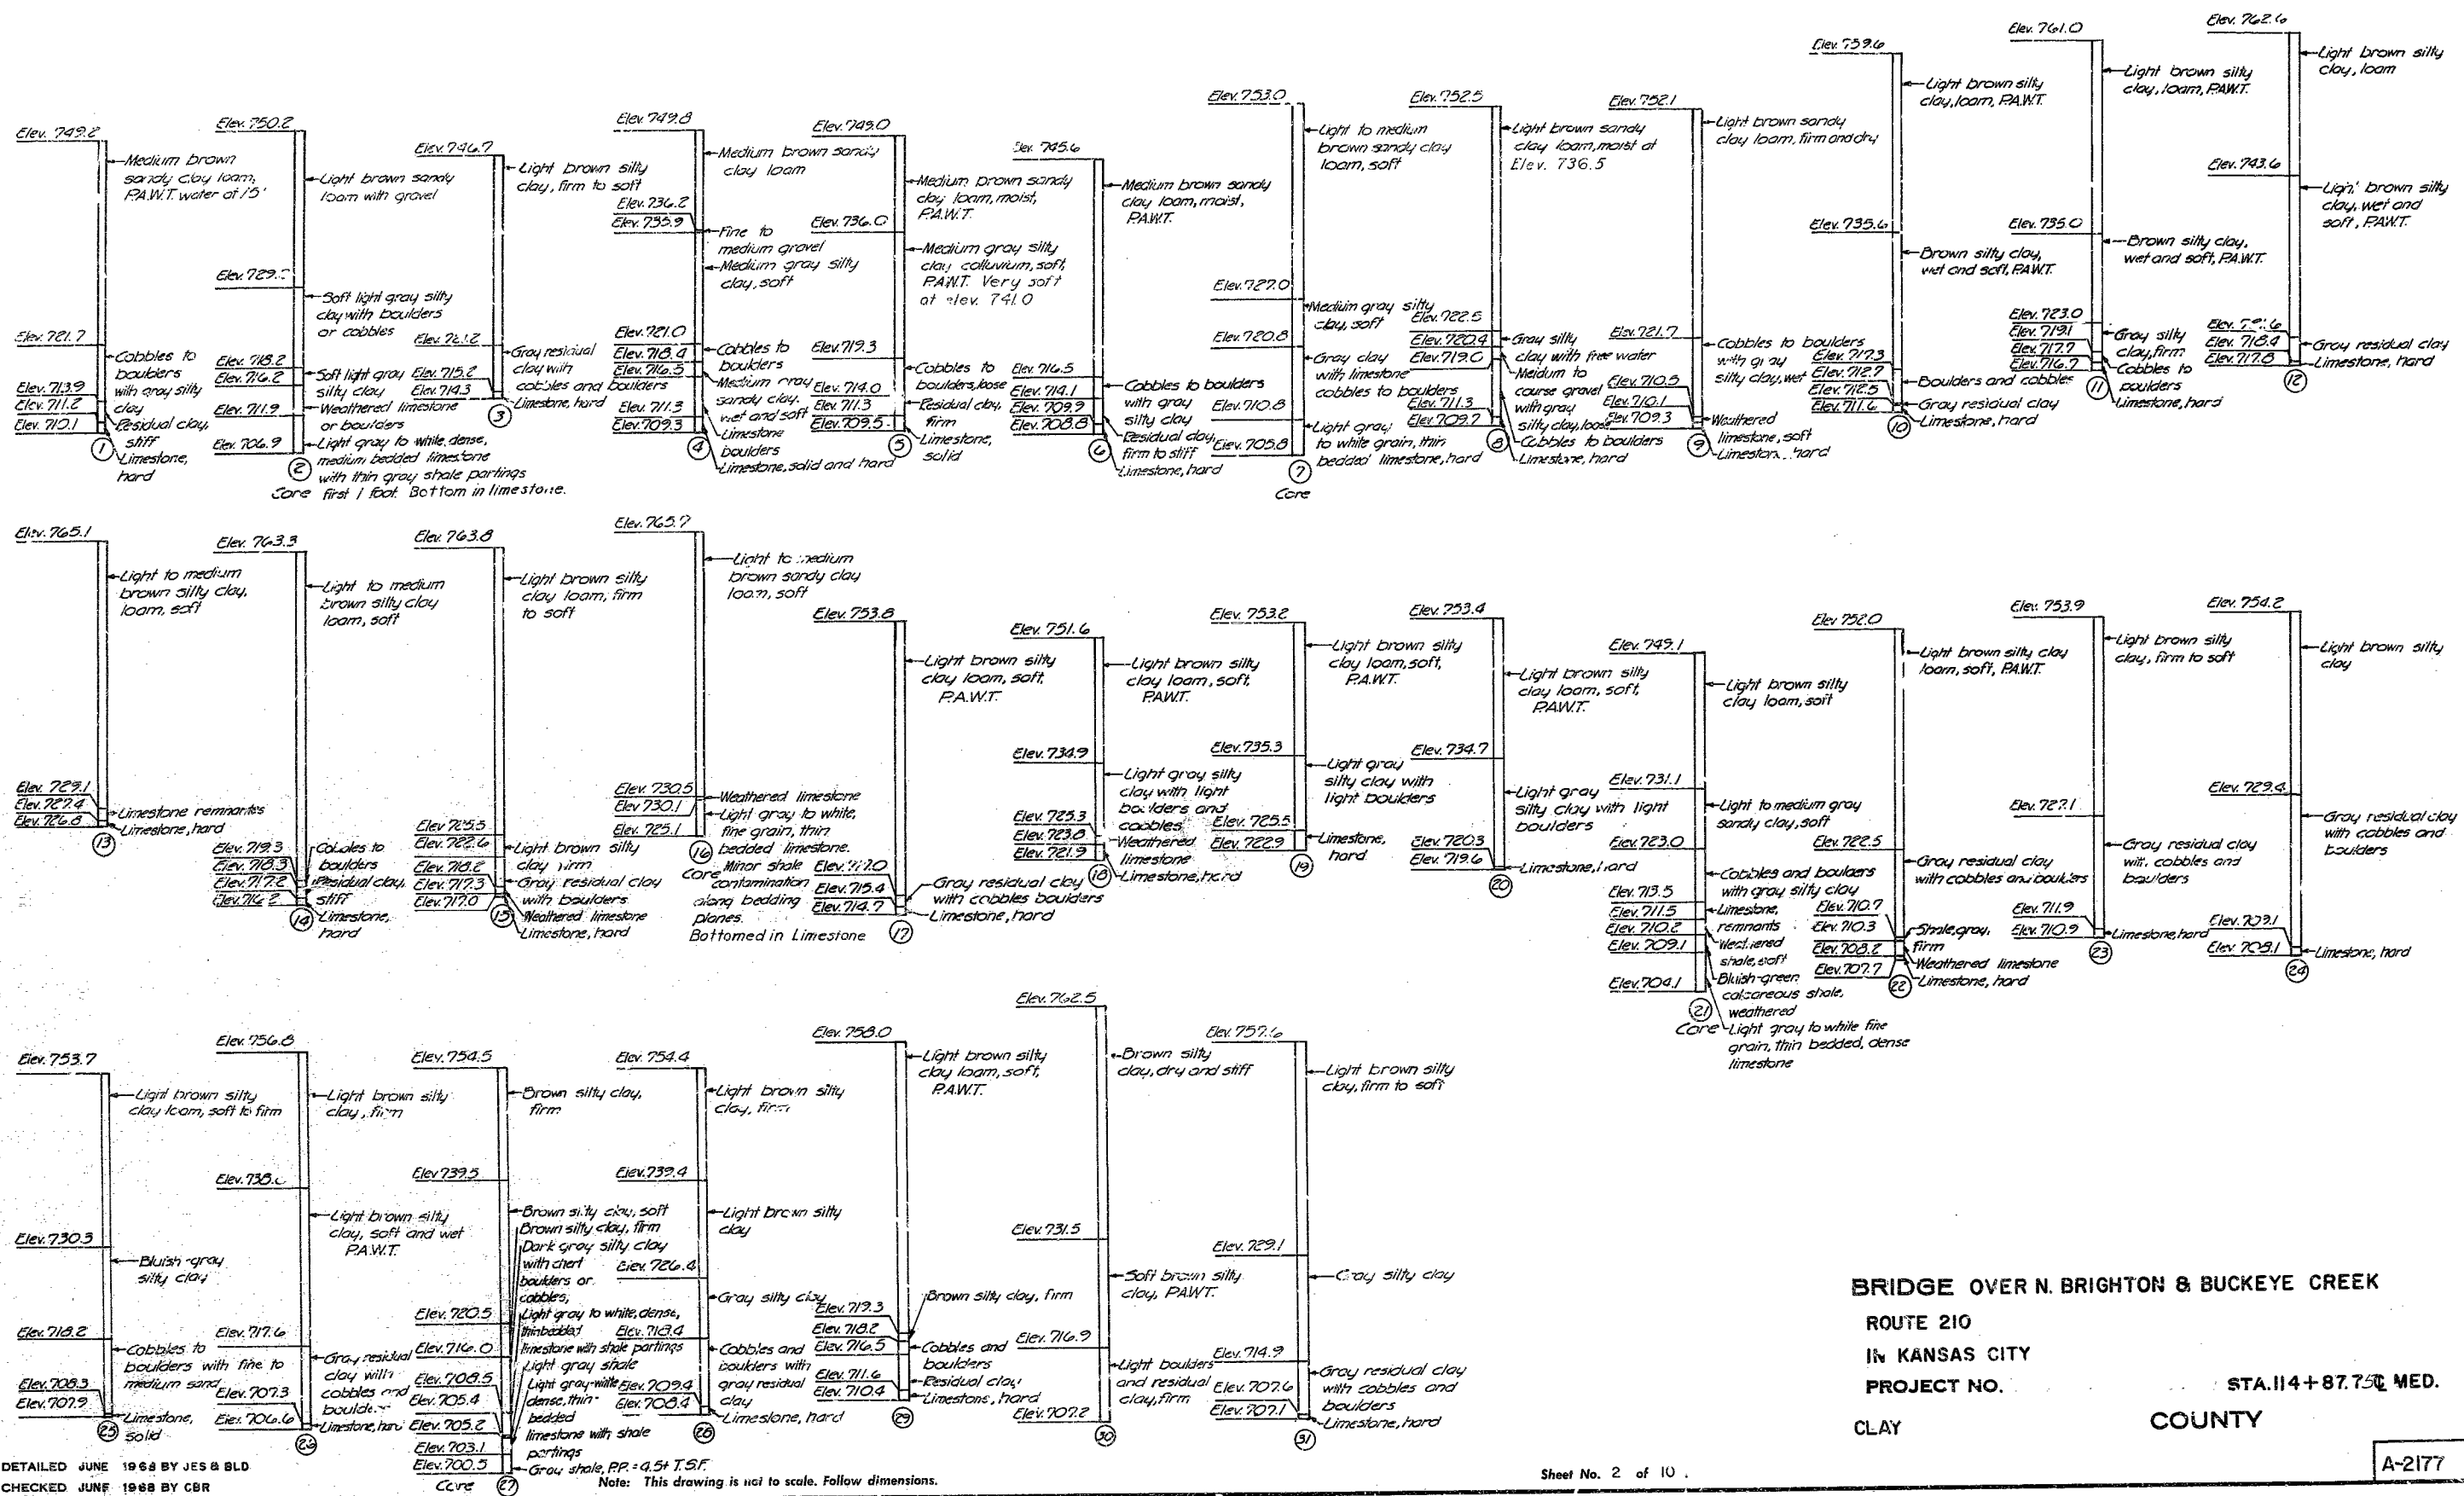 Elev. 749.2
Medium brown
sandy clay loam,
P.A.W.T. water at 15'
Elev. 721.7
Cobbles to
boulders
with gray silty
clay
Elev. 713.9
Elev. 711.2
Elev. 710.1
Residual clay,
stiff
Limestone,
hard
1
Elev. 750.2
Light brown sandy
loam with gravel
Elev. 729.
Soft light gray silty
clay with boulders
or cobbles
Elev. 718.2
Elev. 716.2
Soft light gray
silty clay
Elev. 711.9
Weathered limestone
or boulders
Elev. 706.9
Light gray to white, dense,
medium bedded limestone
with thin gray shale partings
2
Core first 1 foot. Bottom in limestone.
Elev. 746.7
Light brown silty
clay, firm to soft
Elev. 721.2
Gray residual
clay with
cobbles and boulders
Elev. 715.2
Elev. 714.3
Limestone, hard
3
Elev. 749.8
Medium brown sandy
clay loam
Elev. 736.2
Elev. 735.9
Fine to
medium gravel
Medium gray silty
clay, soft
Elev. 721.0
Elev. 718.4
Elev. 716.5
Cobbles to
boulders
Medium gray
sandy clay.
wet and soft
Elev. 711.3
Elev. 709.3
Limestone
boulders
Limestone, solid and hard
4
Elev. 749.0
Medium brown sandy
clay loam, moist,
P.A.W.T.
Elev. 736.0
Medium gray silty
clay colluvium, soft,
P.A.W.T. Very soft
at elev. 741.0
Elev. 719.3
Cobbles to
boulders, loose
Elev. 714.0
Elev. 711.3
Elev. 709.5
Residual clay,
firm
Limestone,
solid
5
Elev. 745.6
Medium brown sandy
clay loam, moist,
P.A.W.T.
Elev. 716.5
Elev. 714.1
Elev. 709.9
Elev. 708.8
Cobbles to boulders
with gray
silty clay
Residual clay,
firm to stiff
Limestone, hard
6
Elev. 753.0
Light to medium
brown sandy clay
loam, soft
Elev. 727.0
Medium gray silty
clay, soft
Elev. 720.8
Gray clay
with limestone
cobbles to boulders
Elev. 710.8
Elev. 705.8
Light gray
to white grain, thin
bedded limestone, hard
7
Core
Elev. 752.5
Light brown sandy
clay loam, moist at
Elev. 736.5
Elev. 722.5
Elev. 720.4
Elev. 719.0
Gray silty
clay with free water
Meidum to
course gravel
with gray
silty clay, loose
Elev. 711.3
Elev. 709.7
Cobbles to boulders
Limestone, hard
8
Elev. 752.1
Light brown sandy
clay loam, firm and dry
Elev. 721.7
Cobbles to boulders
with gray
silty clay, wet
Elev. 710.5
Elev. 710.1
Elev. 709.3
Weathered
limestone, soft
Limestone, hard
9
Elev. 759.6
Light brown silty
clay, loam, P.A.W.T.
Elev. 735.6
Brown silty clay,
wet and soft, P.A.W.T.
Elev. 717.3
Elev. 712.7
Elev. 712.5
Elev. 711.6
Boulders and cobbles
Gray residual clay
Limestone, hard
10
Elev. 761.0
Light brown silty
clay, loam, P.A.W.T.
Elev. 735.0
Brown silty clay,
wet and soft, P.A.W.T.
Elev. 723.0
Elev. 719.1
Elev. 717.7
Elev. 716.7
Gray silty
clay, firm
Cobbles to
boulders
Limestone, hard
11
Elev. 762.6
Light brown silty
clay, loam
Elev. 743.6
Light brown silty
clay, wet and
soft, P.A.W.T.
Elev.
Elev. 718.4
Elev. 717.8
Gray residual clay
Limestone, hard
12
Elev. 765.1
Light to medium
brown silty clay,
loam, soft
Elev. 729.1
Elev. 727.4
Elev. 726.8
Limestone remnantes
Limestone, hard
13
Elev. 763.3
Light to medium
brown silty clay
loam, soft
Elev. 719.3
Elev. 718.3
Elev. 717.2
Elev. 716.2
Cobbles to
boulders
Residual clay,
stiff
Limestone,
hard
14
Elev. 763.8
Light brown silty
clay loam, firm
to soft
Elev 725.5
Elev. 722.6
Elev. 718.2
Elev. 717.3
Elev. 717.0
Light brown silty
clay firm
Gray residual clay
with boulders
Weathered limestone
Limestone, hard
15
Elev. 765.7
Light to medium
brown sandy clay
loam, soft
Elev. 730.5
Elev 730.1
Elev. 725.1
Weathered limestone
Light gray to white,
fine grain, thin
bedded limestone.
Minor shale
contamination
along bedding
planes.
Bottomed in Limestone
16
Core
Elev. 753.8
Light brown silty
clay loam, soft,
P.A.W.T.
Elev. 717.0
Elev. 715.4
Elev. 714.7
Gray residual clay
with cobbles boulders
Limestone, hard
17
Elev. 751.6
Light brown silty
clay loam, soft,
P.A.W.T.
Elev. 734.9
Light gray silty
clay with light
boulders and
cobbles
Elev. 725.3
Elev. 723.8
Elev. 721.9
Weathered
limestone
Limestone, hard
18
Elev. 753.2
Light brown silty
clay loam, soft,
P.A.W.T.
Elev. 735.3
Light gray
silty clay with
light boulders
Elev. 725.5
Elev. 722.9
Limestone,
hard
19
Elev. 753.4
Light brown silty
clay loam, soft,
P.A.W.T.
Elev. 734.7
Light gray
silty clay with light
boulders
Elev. 720.3
Elev. 719.6
Limestone, hard
20
Elev. 749.1
Light brown silty
clay loam, soft
Elev. 731.1
Light to medium gray
sandy clay, soft
Elev. 723.0
Cobbles and boulders
with gray silty clay
Elev. 713.5
Elev. 711.5
Elev. 710.2
Elev. 709.1
Elev. 704.1
Limestone,
remnants
Weathered
shale, soft
Bluish-green
calcareous shale,
weathered
Light gray to white fine
grain, thin bedded, dense
limestone
21
Core
Elev 752.0
Light brown silty clay
loam, soft, P.A.W.T.
Elev. 722.5
Gray residual clay
with cobbles and boulders
Elev. 710.7
Elev. 710.3
Elev. 708.2
Elev. 707.7
Shale, gray,
firm
Weathered limestone
Limestone, hard
22
Elev. 753.9
Light brown silty
clay, firm to soft
Elev. 727.1
Gray residual clay
with cobbles and
boulders
Elev. 711.9
Elev. 710.9
Limestone, hard
23
Elev. 754.2
Light brown silty
clay
Elev. 729.4
Gray residual clay
with cobbles and
boulders
Elev. 709.1
Elev. 708.1
Limestone, hard
24
Elev. 753.7
Light brown silty
clay loam, soft to firm
Elev. 730.3
Bluish-gray
silty clay
Elev. 718.2
Cobbles to
boulders with fine to
medium sand
Elev. 708.3
Elev. 707.9
Limestone,
solid
25
Elev. 756.8
Light brown silty
clay, firm
Elev. 738.
Light brown silty
clay, soft and wet
P.A.W.T.
Elev. 717.6
Gray residual
clay with
cobbles and
boulders
Elev. 707.3
Elev. 706.6
Limestone, hard
26
Elev. 754.5
Brown silty clay,
firm
Elev 739.5
Brown silty clay, soft
Brown silty clay, firm
Dark gray silty clay
with chert
boulders or
cobbles,
Elev. 720.5
Light gray to white, dense,
thinbedded
limestone with shale partings
Elev. 716.0
Light gray shale
Elev. 708.5
Light gray-white
dense, thin-
bedded
limestone with shale
partings
Elev. 705.4
Elev. 705.2
Elev. 703.1
Elev. 700.5
Gray shale, P.P. = 4.5+ T.S.F.
Core
27
Elev. 754.4
Light brown silty
clay, firm
Elev. 739.4
Light brown silty
clay
Elev. 726.4
Gray silty clay
Elev. 718.4
Cobbles and
boulders with
gray residual
clay
Elev. 709.4
Elev. 708.4
Limestone, hard
28
Elev. 758.0
Light brown silty
clay loam, soft,
P.A.W.T.
Elev. 719.3
Brown silty clay, firm
Elev. 718.2
Elev. 716.5
Cobbles and
boulders
Elev. 711.6
Elev. 710.4
Residual clay
Limestone, hard
29
Elev. 762.5
Brown silty
clay, dry and stiff
Elev. 731.5
Soft brown silty
clay, P.A.W.T.
Elev. 716.9
Light boulders
and residual
clay, firm
Elev. 707.2
30
Elev. 757.6
Light brown silty
clay, firm to soft
Elev. 729.1
Gray silty clay
Elev. 714.9
Gray residual clay
with cobbles and
boulders
Elev. 707.6
Elev. 707.1
Limestone, hard
31
BRIDGE OVER N. BRIGHTON & BUCKEYE CREEK
ROUTE 210
IN KANSAS CITY
PROJECT NO.
STA. 114+87.75 ℄ MED.
CLAY COUNTY
A-2177
DETAILED JUNE 1968 BY JES & BLD
CHECKED JUNE 1968 BY CBR
Note: This drawing is not to scale. Follow dimensions.
Sheet No. 2 of 10.